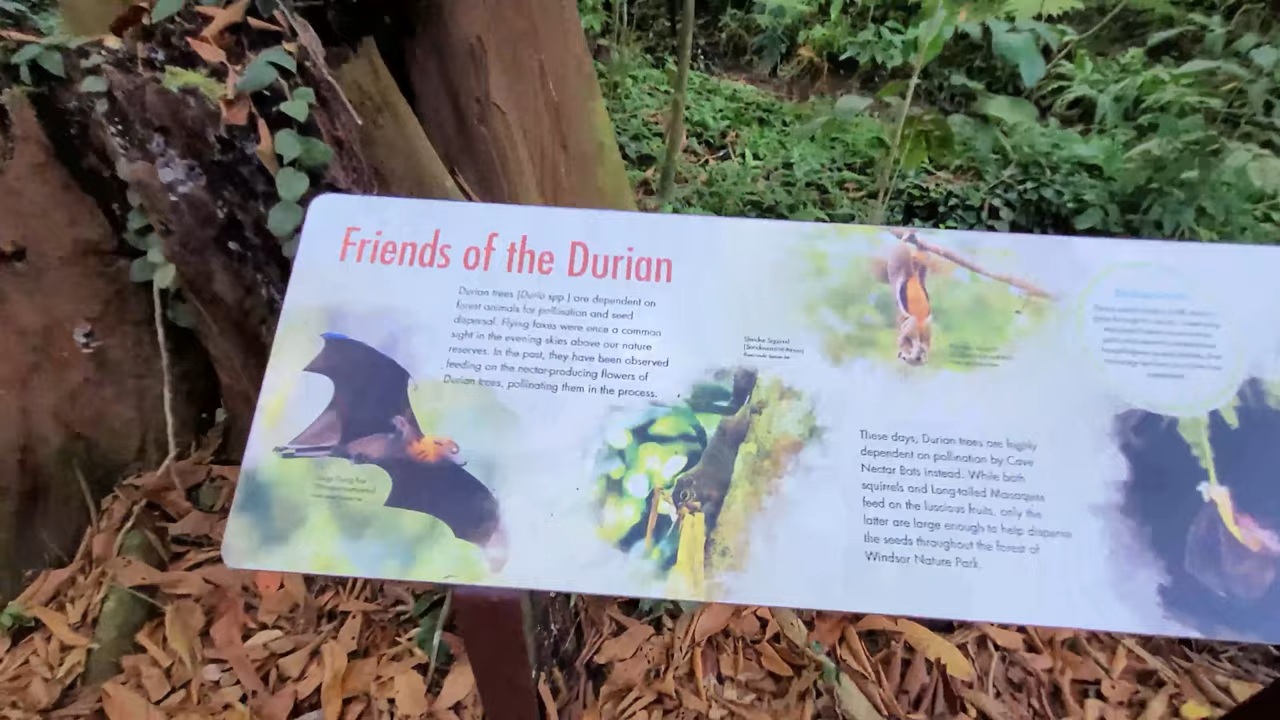 Friends of the Durian
Durian trees (Durio spp.) are dependent on
forest animals for pollination and seed
dispersal. Flying foxes were once a common
sight in the evening skies above our nature
reserves. In the past, they have been observed
feeding on the nectar-producing flowers of
Durian trees, pollinating them in the process.
Slender Squirrel
Large Flying Fox
These days, Durian trees are highly
dependent on pollination by Cave
Nectar Bats instead. While both
squirrels and Long-tailed Macaques
feed on the luscious fruits, only the
latter are large enough to help disperse
the seeds throughout the forest of
Windsor Nature Park.